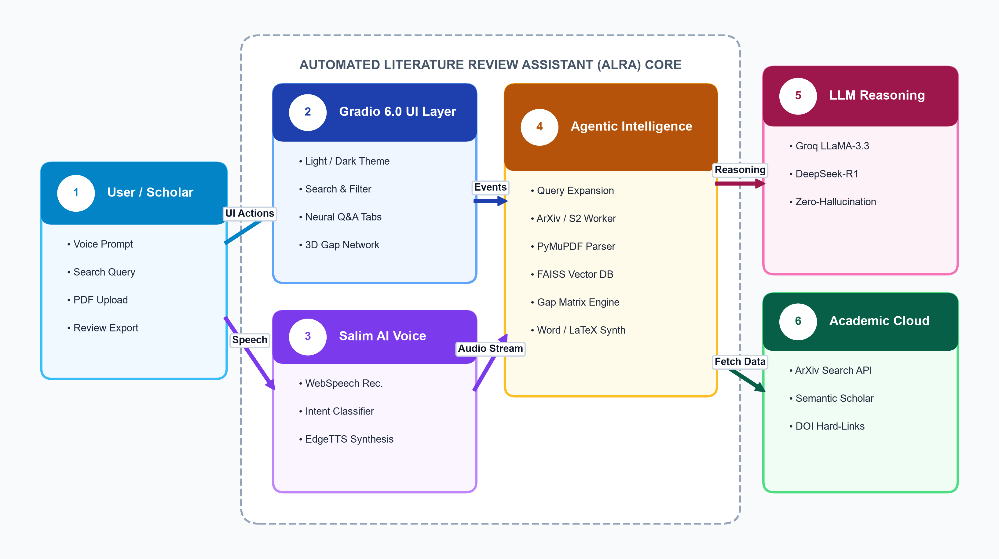 AUTOMATED LITERATURE REVIEW ASSISTANT (ALRA) CORE
1 User / Scholar
• Voice Prompt
• Search Query
• PDF Upload
• Review Export
UI Actions
Speech
2 Gradio 6.0 UI Layer
• Light / Dark Theme
• Search & Filter
• Neural Q&A Tabs
• 3D Gap Network
Events
3 Salim AI Voice
• WebSpeech Rec.
• Intent Classifier
• EdgeTTS Synthesis
Audio Stream
4 Agentic Intelligence
• Query Expansion
• ArXiv / S2 Worker
• PyMuPDF Parser
• FAISS Vector DB
• Gap Matrix Engine
• Word / LaTeX Synth
Reasoning
Fetch Data
5 LLM Reasoning
• Groq LLaMA-3.3
• DeepSeek-R1
• Zero-Hallucination
6 Academic Cloud
• ArXiv Search API
• Semantic Scholar
• DOI Hard-Links